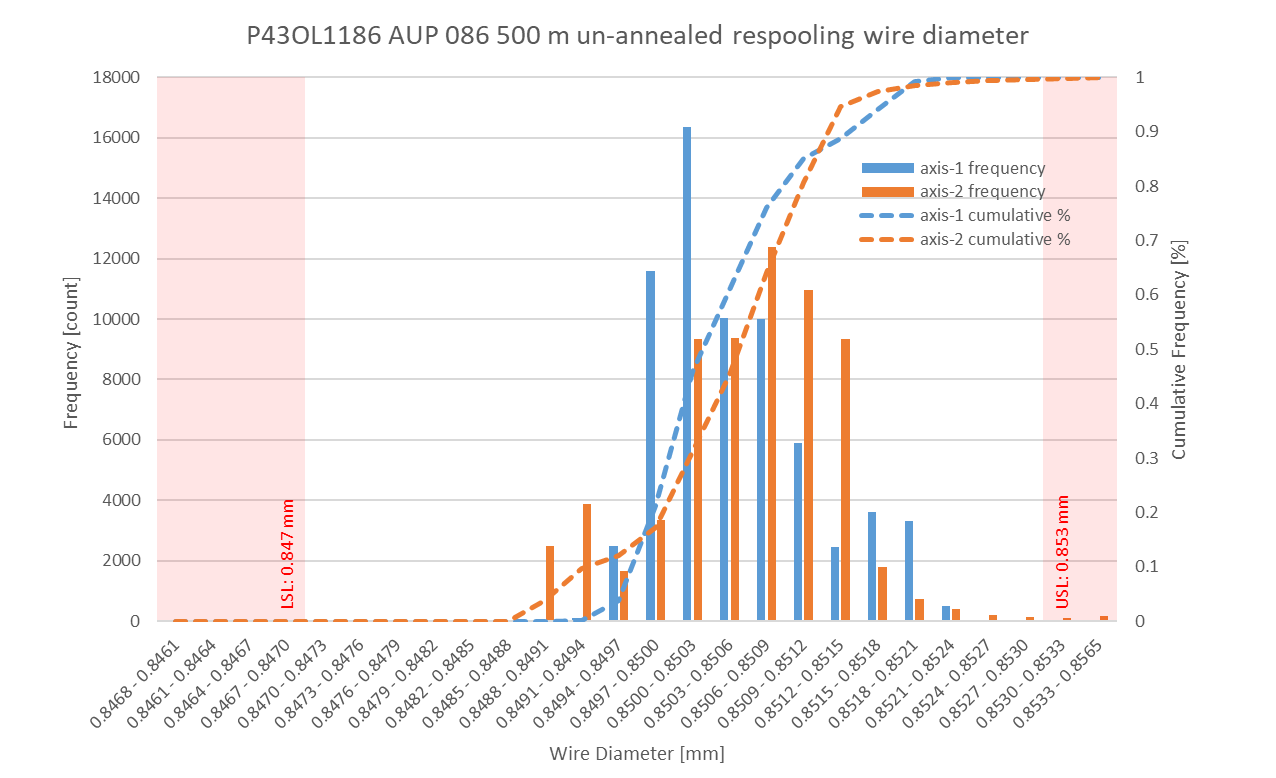 P43OL1186 AUP 086 500 m un-annealed respooling wire diameter
18000
16000
14000
12000
10000
8000
6000
4000
2000
0
Frequency [count]
1
0.9
0.8
0.7
0.6
0.5
0.4
0.3
0.2
0.1
0
Cumulative Frequency [%]
axis-1 frequency
axis-2 frequency
axis-1 cumulative %
axis-2 cumulative %
LSL: 0.847 mm
USL: 0.853 mm
0.8468 - 0.8461
0.8461 - 0.8464
0.8464 - 0.8467
0.8467 - 0.8470
0.8470 - 0.8473
0.8473 - 0.8476
0.8476 - 0.8479
0.8479 - 0.8482
0.8482 - 0.8485
0.8485 - 0.8488
0.8488 - 0.8491
0.8491 - 0.8494
0.8494 - 0.8497
0.8497 - 0.8500
0.8500 - 0.8503
0.8503 - 0.8506
0.8506 - 0.8509
0.8509 - 0.8512
0.8512 - 0.8515
0.8515 - 0.8518
0.8518 - 0.8521
0.8521 - 0.8524
0.8524 - 0.8527
0.8527 - 0.8530
0.8530 - 0.8533
0.8533 - 0.8565
Wire Diameter [mm]